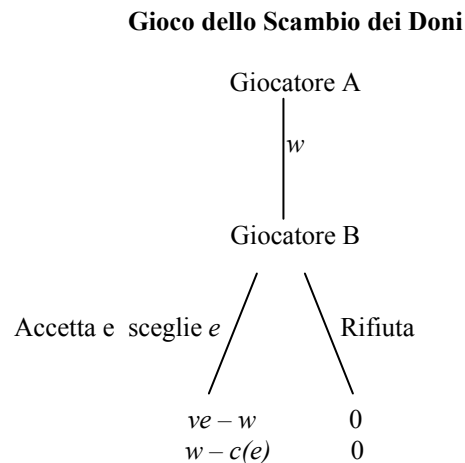 Gioco dello Scambio dei Doni
Giocatore A
w
Giocatore B
Accetta e sceglie e
Rifiuta
ve – w 0
w – c(e) 0